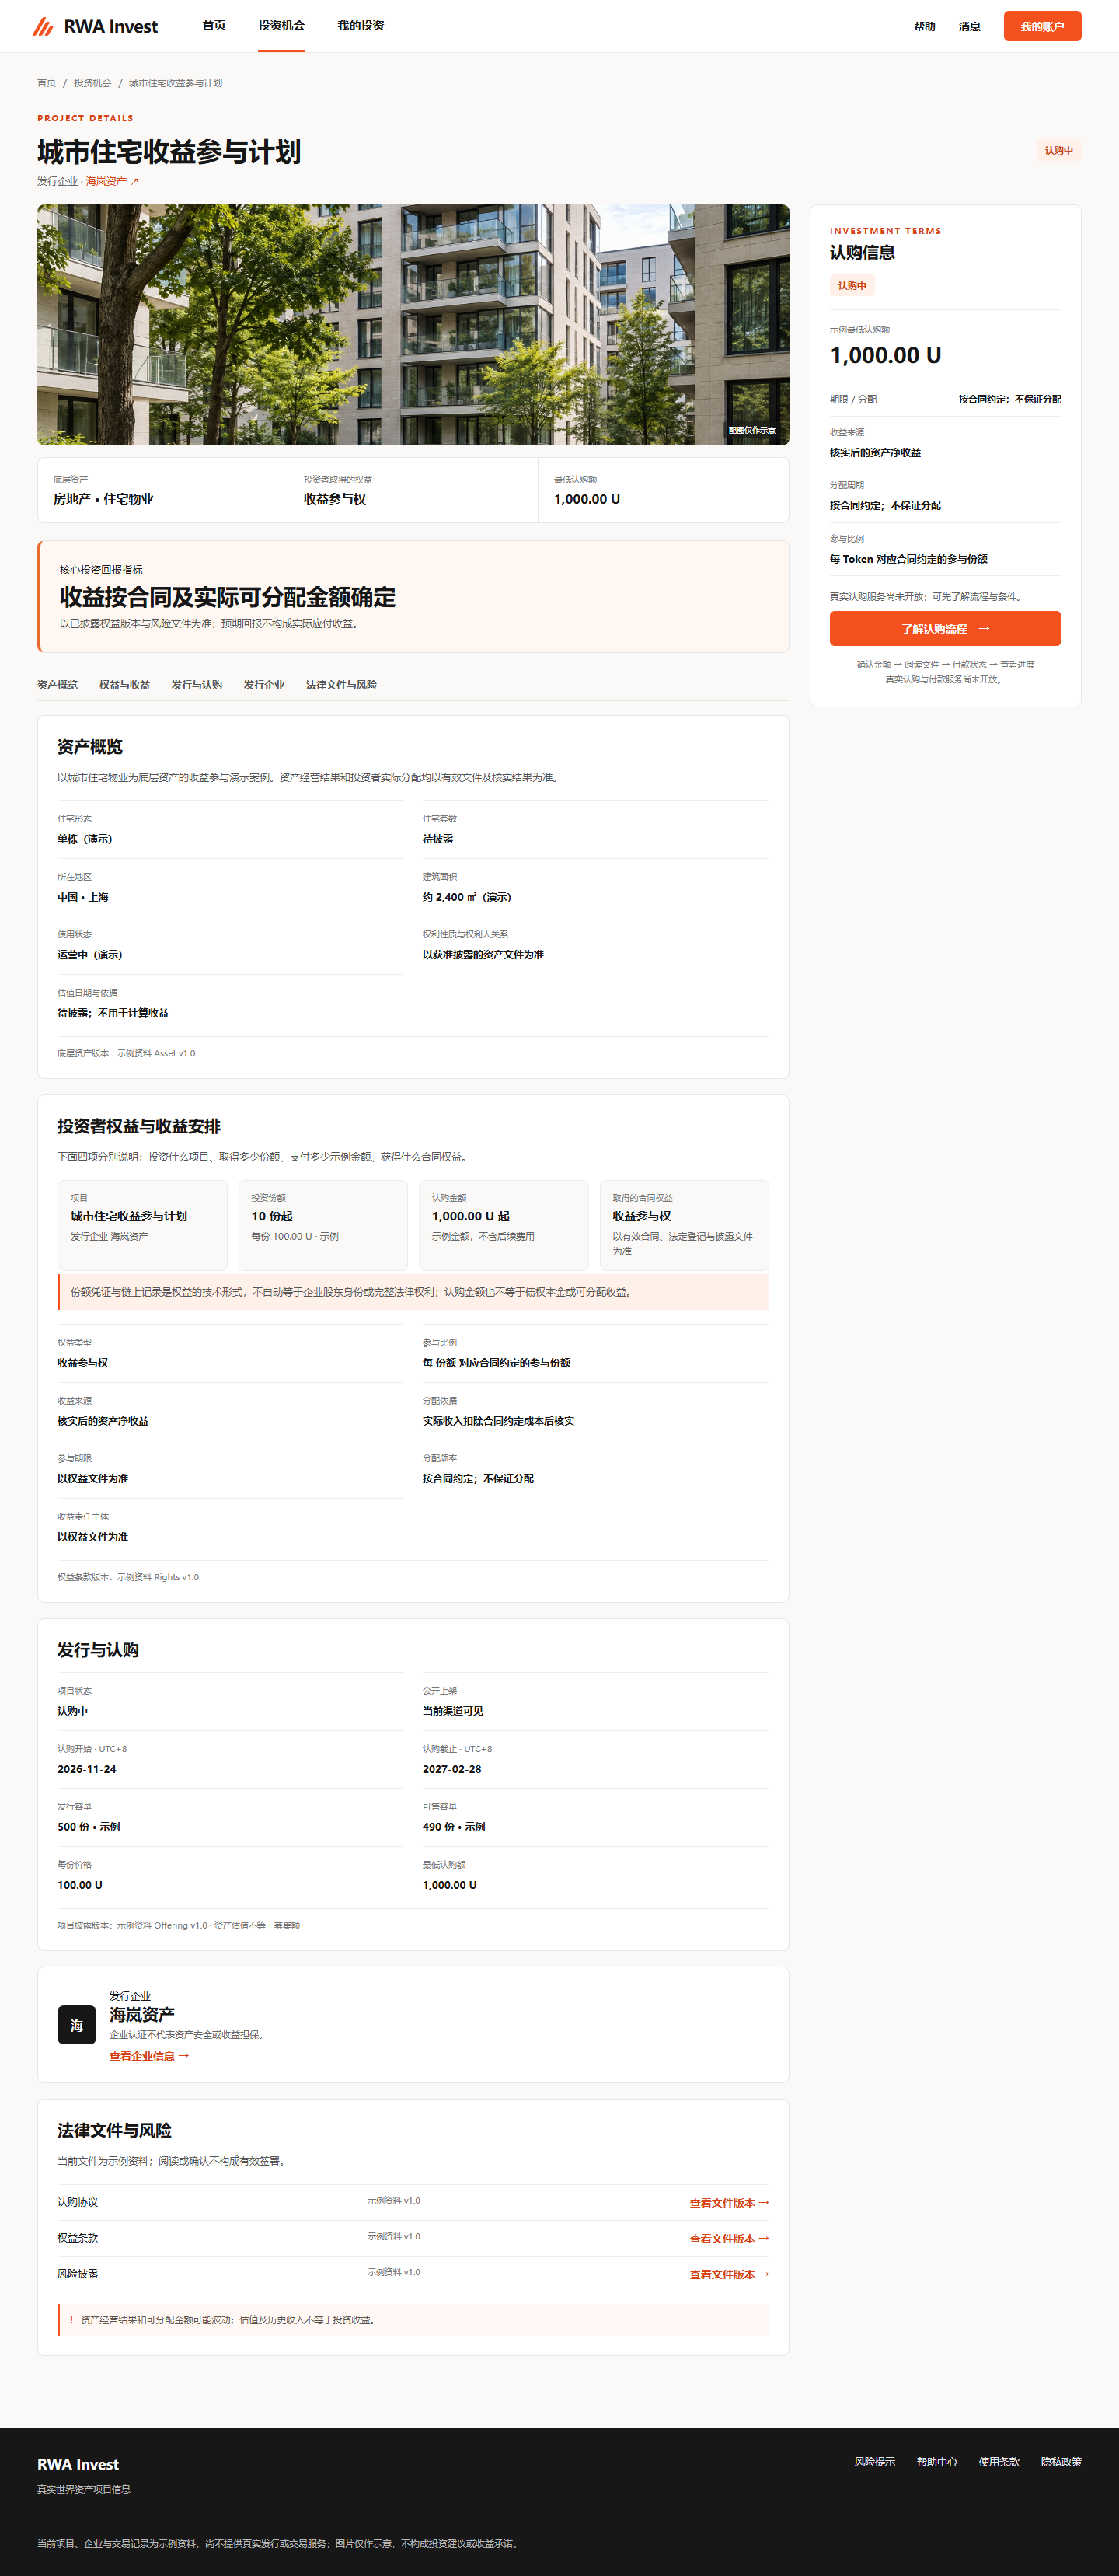 RWA Invest
首页
投资机会
我的投资
帮助
消息
我的账户
首页 / 投资机会 / 城市住宅收益参与计划
PROJECT DETAILS
城市住宅收益参与计划
认购中
发行企业 · 海岚资产 ↗
配图仅作示意
底层资产
房地产 • 住宅物业
投资者取得的权益
收益参与权
最低认购额
1,000.00 U
核心投资回报指标
收益按合同及实际可分配金额确定
以已披露权益版本与风险文件为准；预期回报不构成实际应付收益。
INVESTMENT TERMS
认购信息
认购中
示例最低认购额
1,000.00 U
期限 / 分配
按合同约定；不保证分配
收益来源
核实后的资产净收益
分配周期
按合同约定；不保证分配
参与比例
每 Token 对应合同约定的参与份额
真实认购服务尚未开放；可先了解流程与条件。
了解认购流程 →
确认金额 → 阅读文件 → 付款状态 → 查看进度
真实认购与付款服务尚未开放。
资产概览
权益与收益
发行与认购
发行企业
法律文件与风险
资产概览
以城市住宅物业为底层资产的收益参与演示案例。资产经营结果和投资者实际分配均以有效文件及核实结果为准。
住宅形态
单栋（演示）
住宅套数
待披露
所在地区
中国 • 上海
建筑面积
约 2,400 ㎡（演示）
使用状态
运营中（演示）
权利性质与权利人关系
以获准披露的资产文件为准
估值日期与依据
待披露；不用于计算收益
底层资产版本：示例资料 Asset v1.0
投资者权益与收益安排
下面四项分别说明：投资什么项目、取得多少份额、支付多少示例金额、获得什么合同权益。
项目
城市住宅收益参与计划
发行企业 海岚资产
投资份额
10 份起
每份 100.00 U · 示例
认购金额
1,000.00 U 起
示例金额，不含后续费用
取得的合同权益
收益参与权
以有效合同、法定登记与披露文件
为准
份额凭证与链上记录是权益的技术形式，不自动等于企业股东身份或完整法律权利；认购金额也不等于债权本金或可分配收益。
权益类型
收益参与权
参与比例
每 份额 对应合同约定的参与份额
收益来源
核实后的资产净收益
分配依据
实际收入扣除合同约定成本后核实
参与期限
以权益文件为准
分配频率
按合同约定；不保证分配
收益责任主体
以权益文件为准
权益条款版本：示例资料 Rights v1.0
发行与认购
项目状态
认购中
公开上架
当前渠道可见
认购开始 · UTC+8
2026-11-24
认购截止 · UTC+8
2027-02-28
发行容量
500 份 • 示例
可售容量
490 份 • 示例
每份价格
100.00 U
最低认购额
1,000.00 U
项目披露版本：示例资料 Offering v1.0 · 资产估值不等于募集额
海
发行企业
海岚资产
企业认证不代表资产安全或收益担保。
查看企业信息 →
法律文件与风险
当前文件为示例资料；阅读或确认不构成有效签署。
认购协议
示例资料 v1.0
查看文件版本 →
权益条款
示例资料 v1.0
查看文件版本 →
风险披露
示例资料 v1.0
查看文件版本 →
! 资产经营结果和可分配金额可能波动；估值及历史收入不等于投资收益。
RWA Invest
真实世界资产项目信息
风险提示
帮助中心
使用条款
隐私政策
当前项目、企业与交易记录为示例资料，尚不提供真实发行或交易服务；图片仅作示意，不构成投资建议或收益承诺。